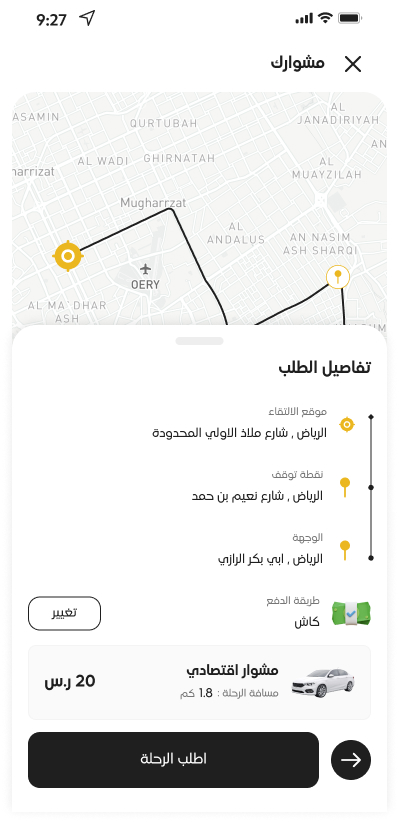 9:27
مشوارك
ASAMIN
QURTUBAH
AL
JANADIRIYAH
AL WADI
GHIRNATAH
AL
MUAYZILAH
AN
harrizat
Mugharrzat
AL
ANDALUS
AN NASIM
ASH SHARQI
OERY
AL MA`DHAR
ASH
تفاصيل الطلب
موقع الالتقاء
الرياض , شارع ملاذ الاولي المحدودة
نقطة توقف
الرياض , شارع نعيم بن حمد
الوجهة
الرياض , ابي بكر الرازي
طريقة الدفع
كاش
تغيير
مشوار اقتصادي
20 ر.س
مسافة الرحلة : 1.8 كم
اطلب الرحلة